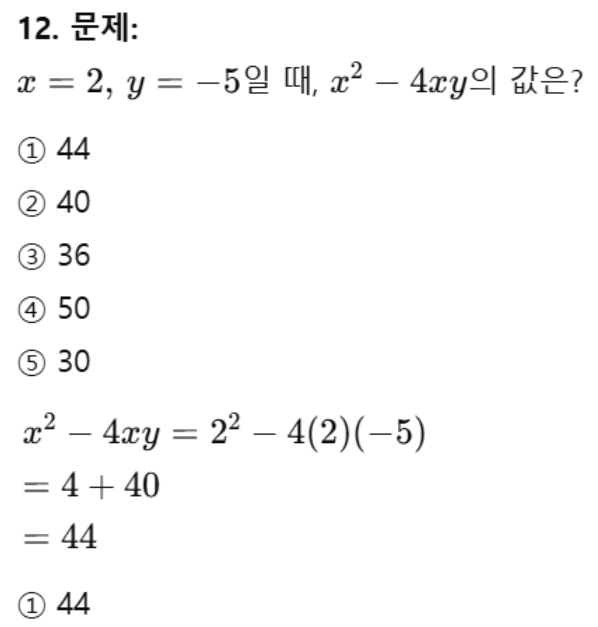 12. 문제:
x = 2, y = −5일 때, x² − 4xy의 값은?
① 44
② 40
③ 36
④ 50
⑤ 30
x² − 4xy = 2² − 4(2)(−5)
= 4 + 40
= 44
① 44